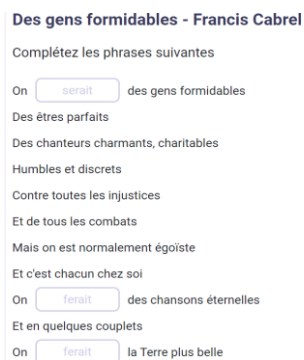 Des gens formidables - Francis Cabrel
Complétez les phrases suivantes
On serait des gens formidables
Des êtres parfaits
Des chanteurs charmants, charitables
Humbles et discrets
Contre toutes les injustices
Et de tous les combats
Mais on est normalement égoïste
Et c'est chacun chez soi
On ferait des chansons éternelles
Et en quelques couplets
On ferait la Terre plus belle